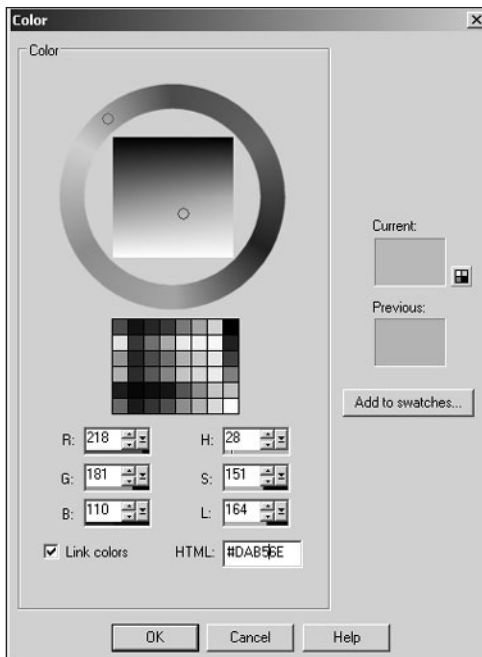 Color
Color
Current:
Previous:
Add to swatches...
R: 218 H: 28
G: 181 S: 151
B: 110 L: 164
Link colors HTML: #DAB56E
OK Cancel Help